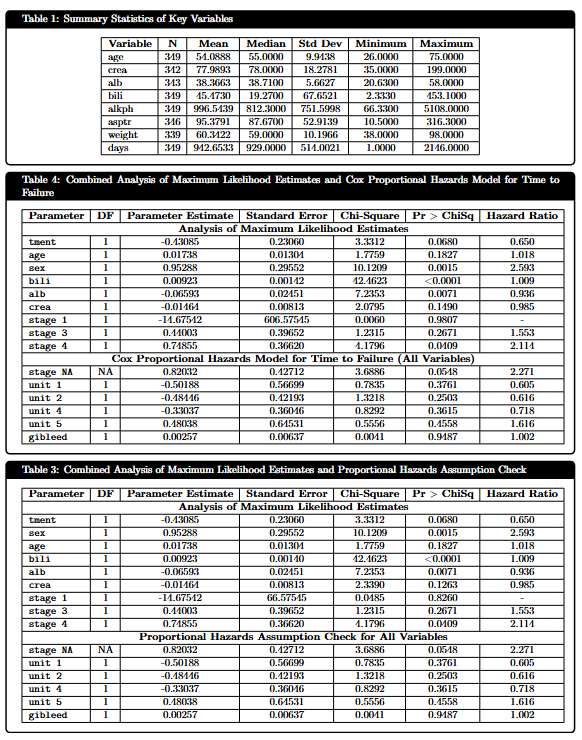 Table 1: Summary Statistics of Key Variables
Variable N Mean Median Std Dev Minimum Maximum
age 349 54.0888 55.0000 9.9438 26.0000 75.0000
crea 342 77.9893 78.0000 18.2781 35.0000 199.0000
alb 343 38.3663 38.7100 5.6627 20.6300 58.0000
bili 349 45.4730 19.2700 67.6521 2.3330 453.1000
alkph 349 996.5439 812.3000 751.5998 66.3300 5108.0000
asptr 346 95.3791 87.6700 52.9139 10.5000 316.3000
weight 339 60.3422 59.0000 10.1966 38.0000 98.0000
days 349 942.6533 929.0000 514.0021 1.0000 2146.0000
Table 4: Combined Analysis of Maximum Likelihood Estimates and Cox Proportional Hazards Model for Time to
Failure
Parameter DF Parameter Estimate Standard Error Chi-Square Pr > ChiSq Hazard Ratio
Analysis of Maximum Likelihood Estimates
tment 1 -0.43085 0.23060 3.3312 0.0680 0.650
age 1 0.01738 0.01304 1.7759 0.1827 1.018
sex 1 0.95288 0.29552 10.1209 0.0015 2.593
bili 1 0.00923 0.00142 42.4623 <0.0001 1.009
alb 1 -0.06593 0.02451 7.2353 0.0071 0.936
crea 1 -0.01464 0.00813 2.0795 0.1490 0.985
stage 1 1 -14.67542 606.57545 0.0060 0.9807 -
stage 3 1 0.44003 0.39652 1.2315 0.2671 1.553
stage 4 1 0.74855 0.36620 4.1796 0.0409 2.114
Cox Proportional Hazards Model for Time to Failure (All Variables)
stage NA NA 0.82032 0.42712 3.6886 0.0548 2.271
unit 1 1 -0.50188 0.56699 0.7835 0.3761 0.605
unit 2 1 -0.48446 0.42193 1.3218 0.2503 0.616
unit 4 1 -0.33037 0.36046 0.8292 0.3615 0.718
unit 5 1 0.48038 0.64531 0.5556 0.4558 1.616
gibleed 1 0.00257 0.00637 0.0041 0.9487 1.002
Table 3: Combined Analysis of Maximum Likelihood Estimates and Proportional Hazards Assumption Check
Parameter DF Parameter Estimate Standard Error Chi-Square Pr > ChiSq Hazard Ratio
Analysis of Maximum Likelihood Estimates
tment 1 -0.43085 0.23060 3.3312 0.0680 0.650
sex 1 0.95288 0.29552 10.1209 0.0015 2.593
age 1 0.01738 0.01304 1.7759 0.1827 1.018
bili 1 0.00923 0.00140 42.4623 <0.0001 1.009
alb 1 -0.06593 0.02451 7.2353 0.0071 0.936
crea 1 -0.01464 0.00813 2.3390 0.1263 0.985
stage 1 1 -14.67542 66.57545 0.0485 0.8260 -
stage 3 1 0.44003 0.39652 1.2315 0.2671 1.553
stage 4 1 0.74855 0.36620 4.1796 0.0409 2.114
Proportional Hazards Assumption Check for All Variables
stage NA NA 0.82032 0.42712 3.6886 0.0548 2.271
unit 1 1 -0.50188 0.56699 0.7835 0.3761 0.605
unit 2 1 -0.48446 0.42193 1.3218 0.2503 0.616
unit 4 1 -0.33037 0.36046 0.8292 0.3615 0.718
unit 5 1 0.48038 0.64531 0.5556 0.4558 1.616
gibleed 1 0.00257 0.00637 0.0041 0.9487 1.002